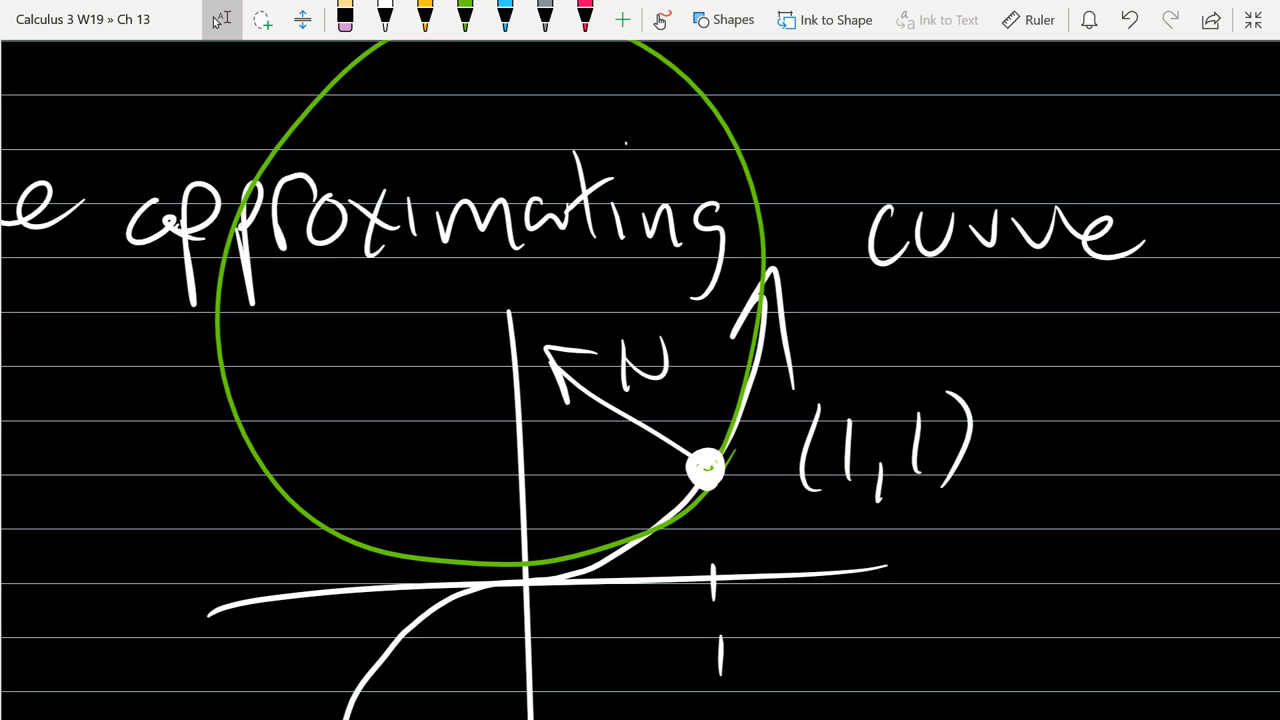 Calculus 3 W19 » Ch 13
Shapes
Ink to Shape
Ink to Text
Ruler
e approximating curve
N
(1,1)
1